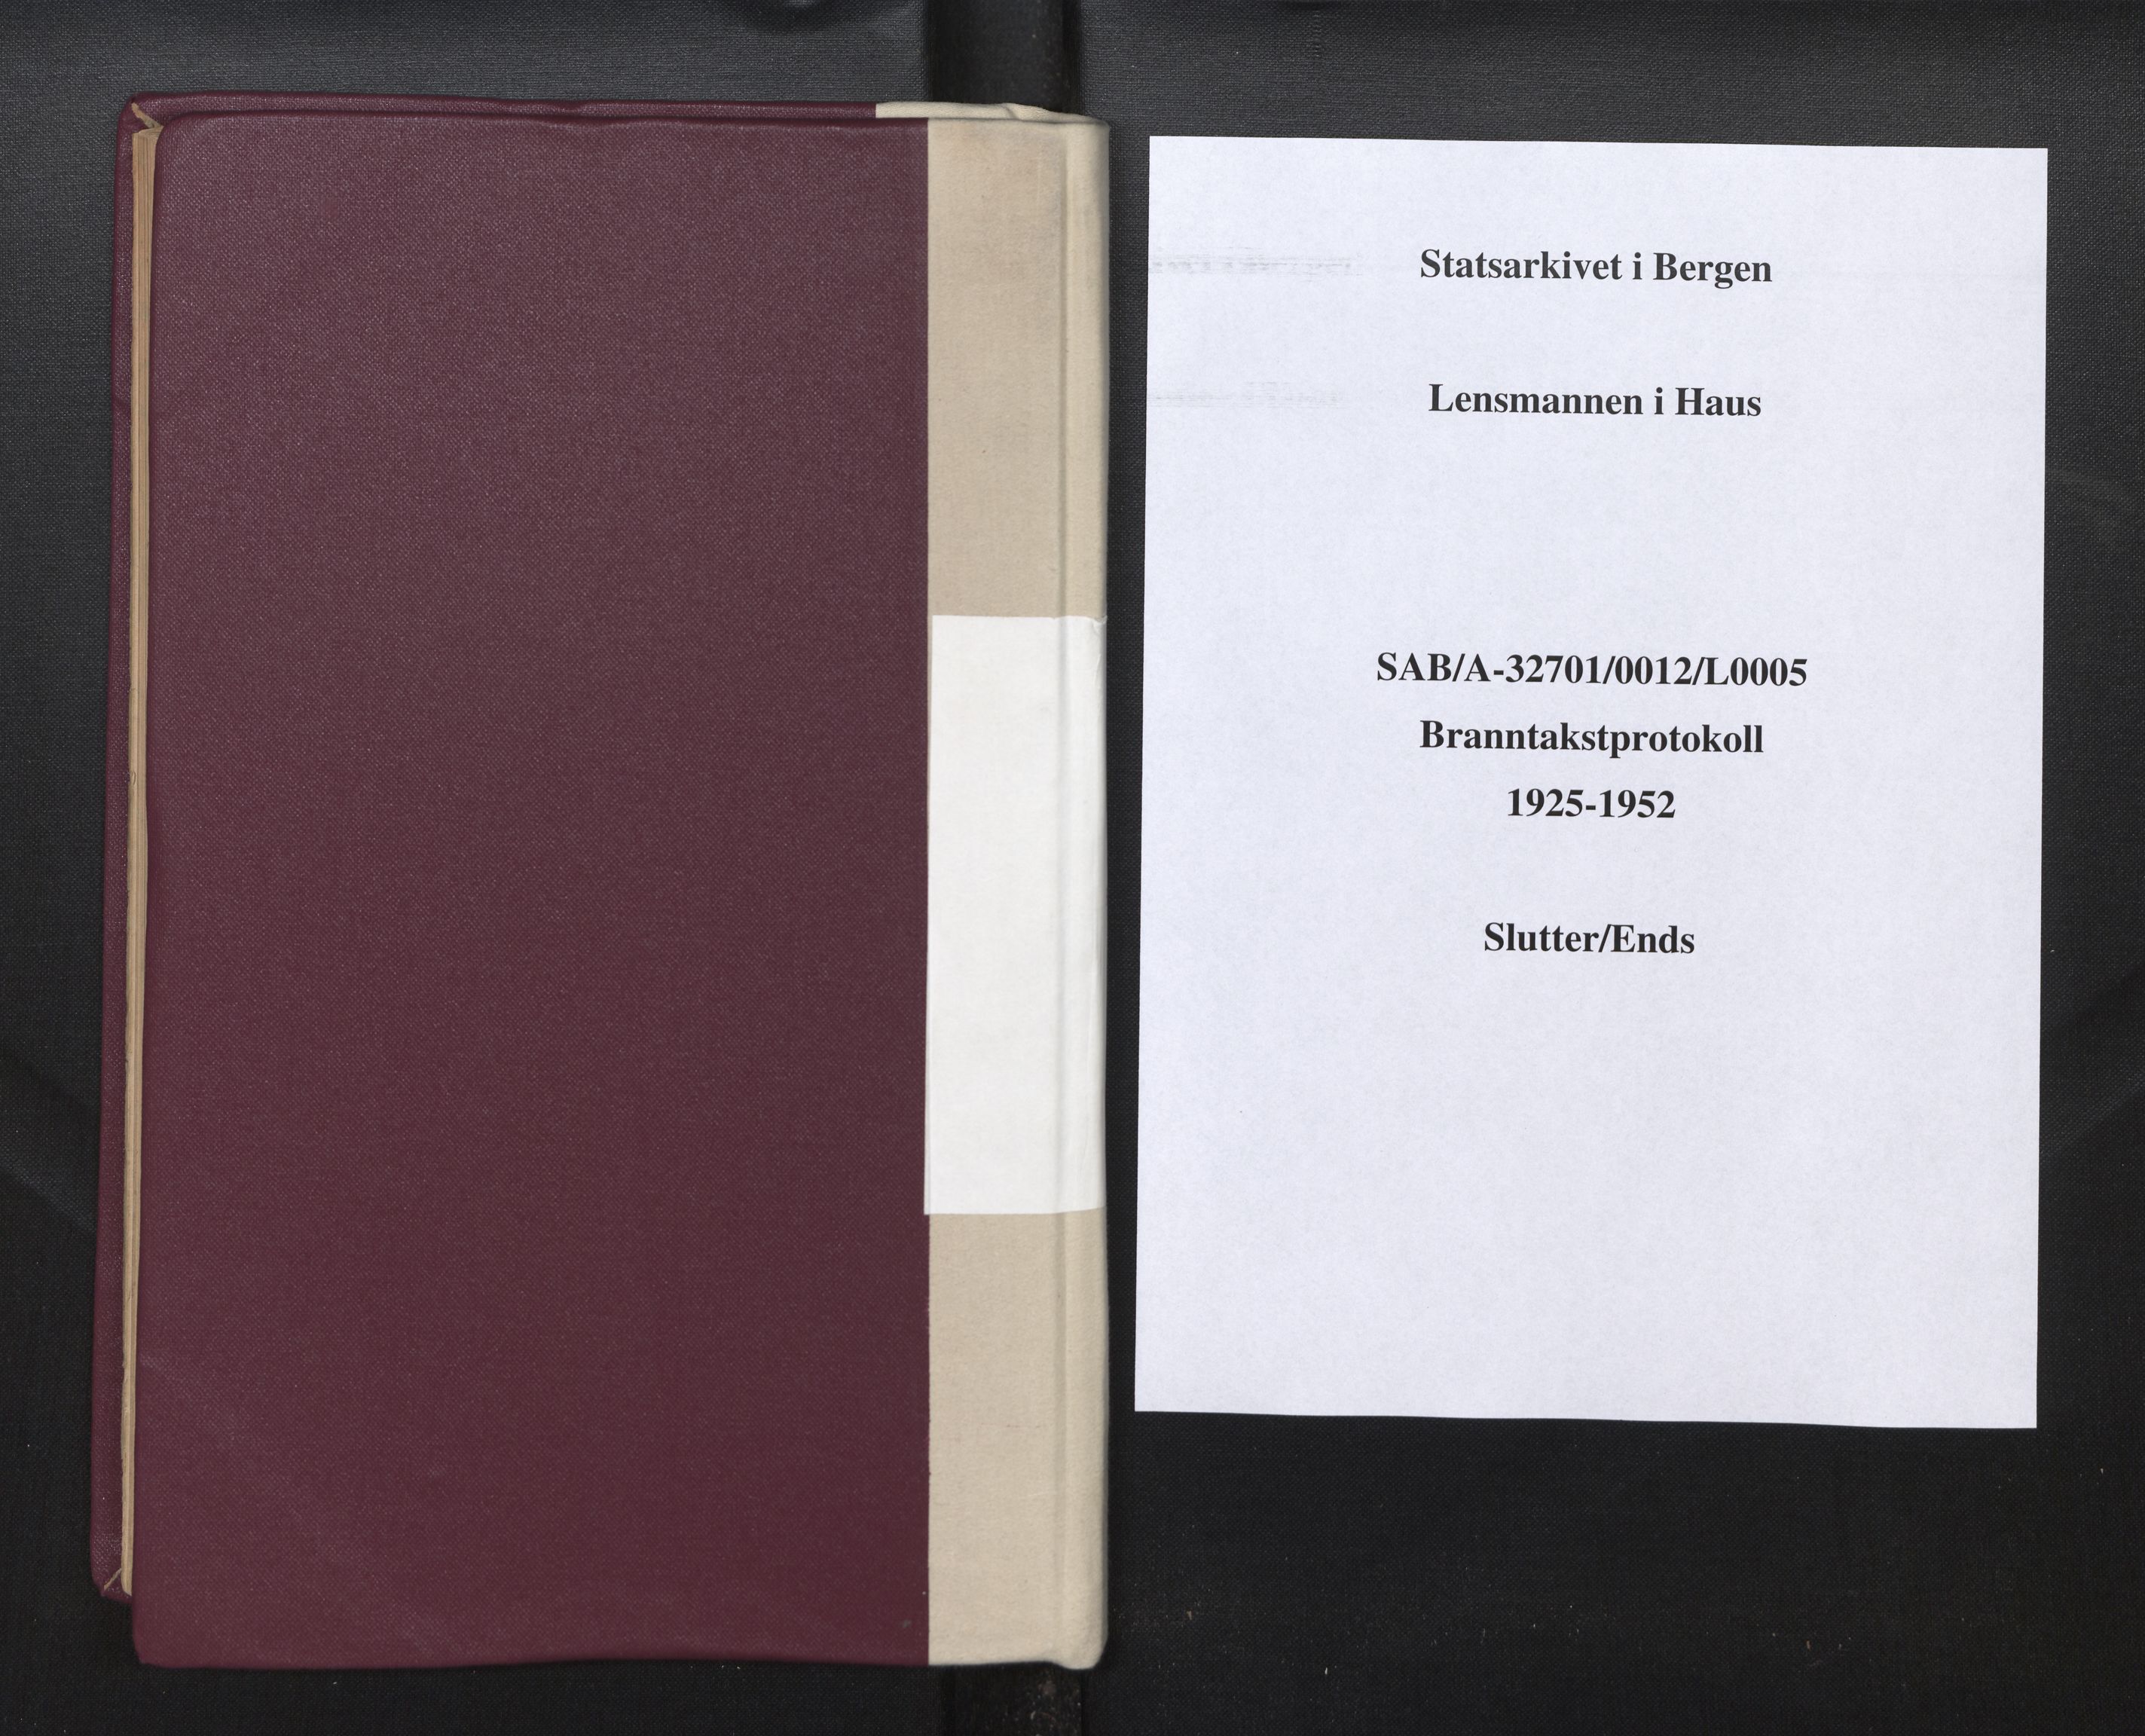 Statsarkivet i Bergen
Lensmannen i Haus
SAB/A-32701/0012/L0005
Branntakstprotokoll
1925-1952
Slutter/Ends